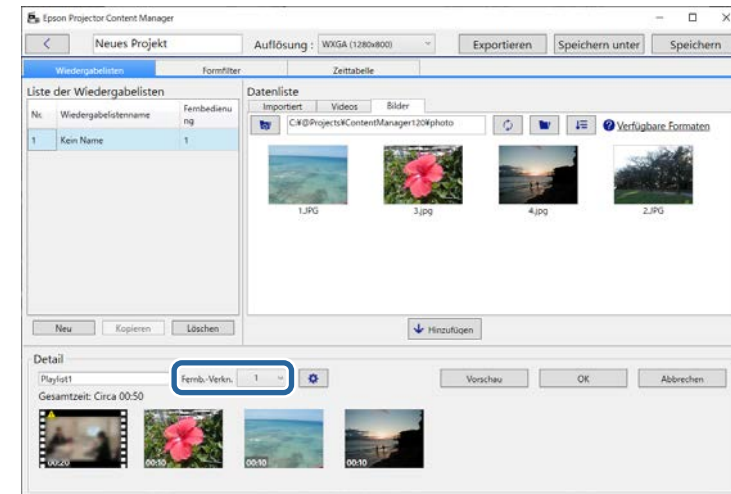 Epson Projector Content Manager
Neues Projekt Auflösung : WXGA (1280x800) Exportieren Speichern unter Speichern
Wiedergabelisten Formfilter Zeittabelle
Liste der Wiedergabelisten Datenliste
Importiert Videos Bilder
Nr. Wiedergabelistenname Fernbedienu
ng
C:¥@Projects¥ContentManager120¥photo Verfügbare Formaten
1 Kein Name 1
1.JPG 3.jpg 4.jpg 2.JPG
Neu Kopieren Löschen Hinzufügen
Detail
Playlist1 Fernb.-Verkn. 1 Vorschau OK Abbrechen
Gesamtzeit: Circa 00:50
00:20 00:10 00:10 00:10